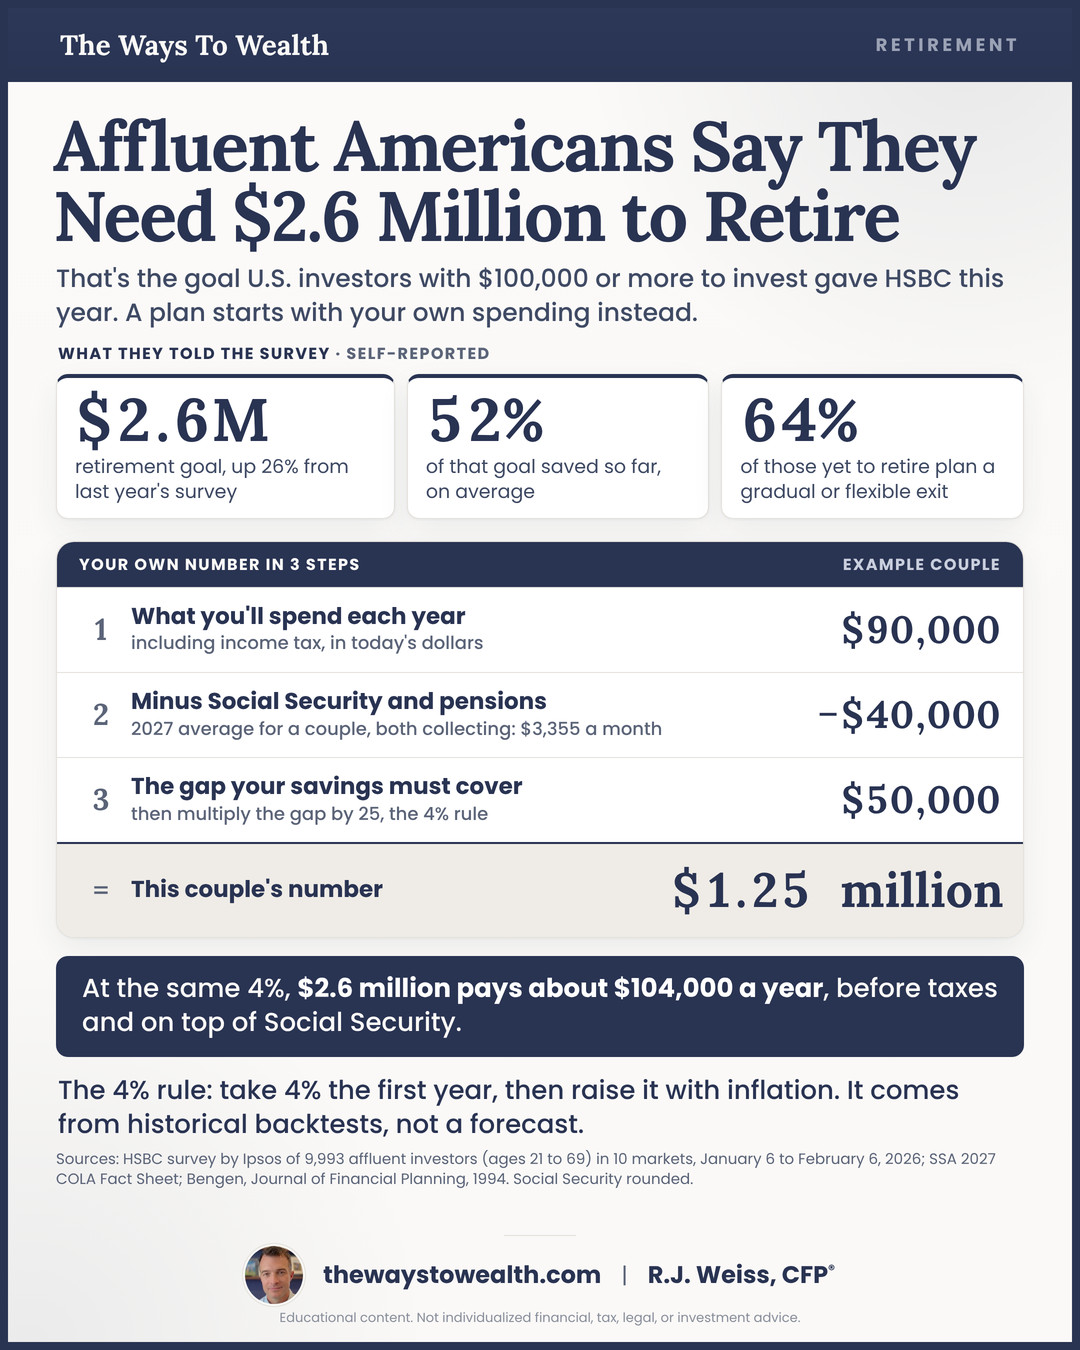 The Ways To Wealth
RETIREMENT
Affluent Americans Say They
Need $2.6 Million to Retire
That's the goal U.S. investors with $100,000 or more to invest gave HSBC this
year. A plan starts with your own spending instead.
WHAT THEY TOLD THE SURVEY · SELF-REPORTED
$2.6M
retirement goal, up 26% from
last year's survey
52%
of that goal saved so far,
on average
64%
of those yet to retire plan a
gradual or flexible exit
YOUR OWN NUMBER IN 3 STEPS
EXAMPLE COUPLE
1
What you'll spend each year
including income tax, in today's dollars
$90,000
2
Minus Social Security and pensions
2027 average for a couple, both collecting: $3,355 a month
−$40,000
3
The gap your savings must cover
then multiply the gap by 25, the 4% rule
$50,000
= This couple's number
$1.25 million
At the same 4%, $2.6 million pays about $104,000 a year, before taxes
and on top of Social Security.
The 4% rule: take 4% the first year, then raise it with inflation. It comes
from historical backtests, not a forecast.
Sources: HSBC survey by Ipsos of 9,993 affluent investors (ages 21 to 69) in 10 markets, January 6 to February 6, 2026; SSA 2027
COLA Fact Sheet; Bengen, Journal of Financial Planning, 1994. Social Security rounded.
thewaystowealth.com | R.J. Weiss, CFP®
Educational content. Not individualized financial, tax, legal, or investment advice.